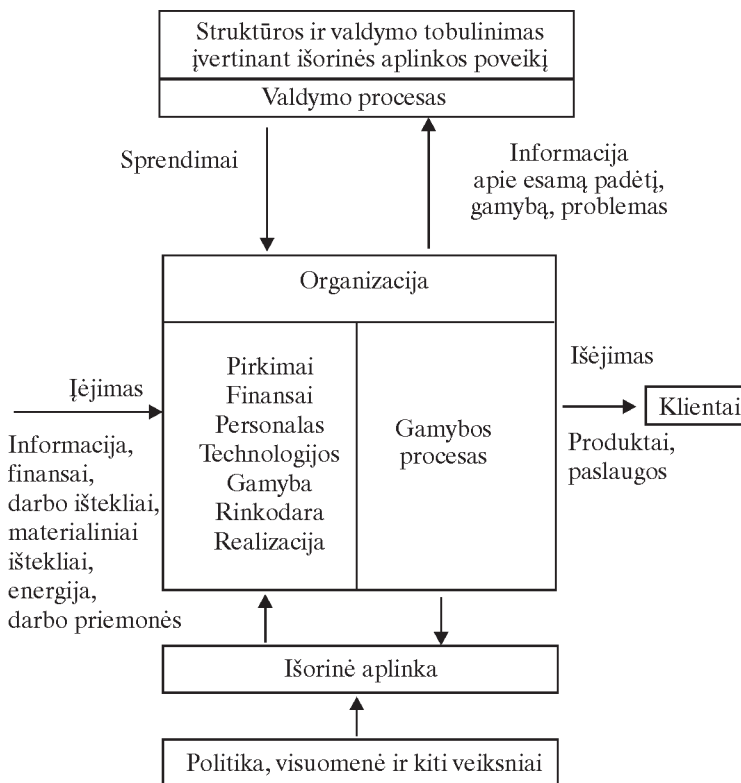 Struktūros ir valdymo tobulinimas
įvertinant išorinės aplinkos poveikį
Valdymo procesas
Sprendimai
Informacija
apie esamą padėtį,
gamybą, problemas
Organizacija
Įėjimas
Informacija,
finansai,
darbo ištekliai,
materialiniai
ištekliai,
energija,
darbo priemonės
Pirkimai
Finansai
Personalas
Technologijos
Gamyba
Rinkodara
Realizacija
Gamybos
procesas
Išėjimas
Produktai,
paslaugos
Klientai
Išorinė aplinka
Politika, visuomenė ir kiti veiksniai